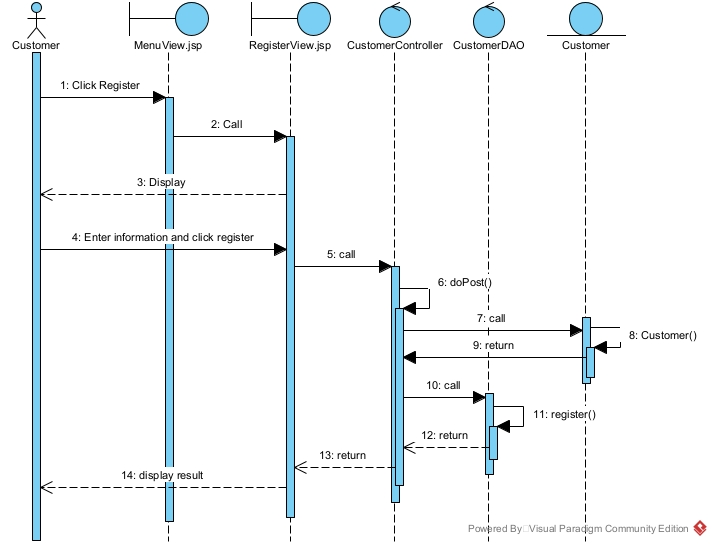 Customer
MenuView.jsp
RegisterView.jsp
CustomerController
CustomerDAO
Customer
1: Click Register
2: Call
3: Display
4: Enter information and click register
5: call
6: doPost()
7: call
8: Customer()
9: return
10: call
11: register()
12: return
13: return
14: display result
Powered By Visual Paradigm Community Edition